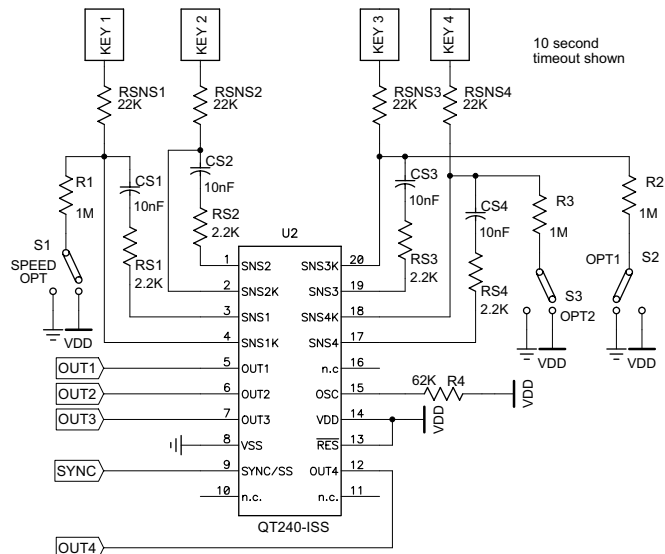 KEY 1
KEY 2
KEY 3
KEY 4
10 second
timeout shown
RSNS1
22K
RSNS2
22K
RSNS3
22K
RSNS4
22K
R1
1M
CS1
10nF
CS2
10nF
CS3
10nF
CS4
10nF
R2
1M
R3
1M
RS1
2.2K
RS2
2.2K
RS3
2.2K
RS4
2.2K
S1
SPEED
OPT
VDD
OPT1
S2
S3
OPT2
VDD
VDD
U2
1 SNS2
2 SNS2K
3 SNS1
4 SNS1K
5 OUT1
6 OUT2
7 OUT3
8 VSS
9 SYNC/SS
10 n.c.
SNS3K 20
SNS3 19
SNS4K 18
SNS4 17
n.c 16
OSC 15
VDD 14
RES 13
OUT4 12
n.c. 11
62K R4
VDD
VDD
OUT1
OUT2
OUT3
SYNC
OUT4
QT240-ISS